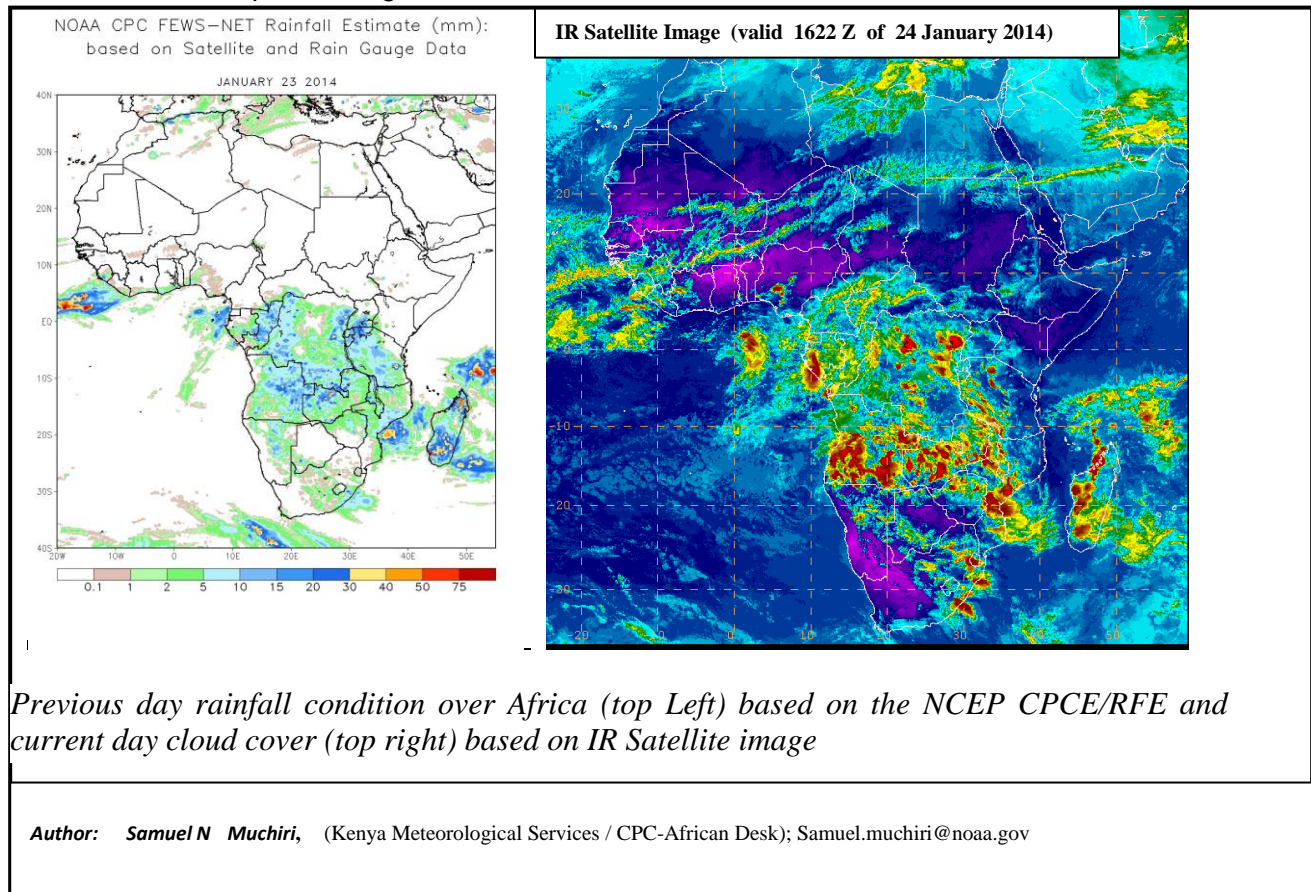 NOAA CPC FEWS-NET Rainfall Estimate (mm):
based on Satellite and Rain Gauge Data
JANUARY 23 2014
40N
30N
20N
10N
EQ
10S
20S
30S
40S
20W 10W 0 10E 20E 30E 40E 50E
0.1 1 2 5 10 15 20 30 40 50 75
IR Satellite Image (valid 1622 Z of 24 January 2014)
30
20
10
0
-10
-20
-30
-20 0 10 20 30 40 50
Previous day rainfall condition over Africa (top Left) based on the NCEP CPCE/RFE and
current day cloud cover (top right) based on IR Satellite image
Author: Samuel N Muchiri, (Kenya Meteorological Services / CPC-African Desk); Samuel.muchiri@noaa.gov